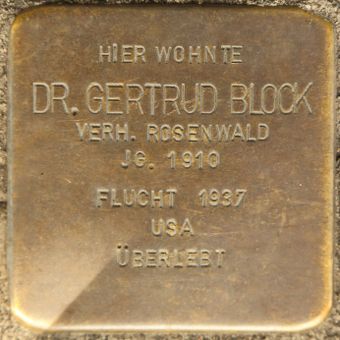 HIER WOHNTE
DR. GERTRUD BLOCK
VERH. ROSENWALD
JG. 1910
FLUCHT 1937
USA
ÜBERLEBT